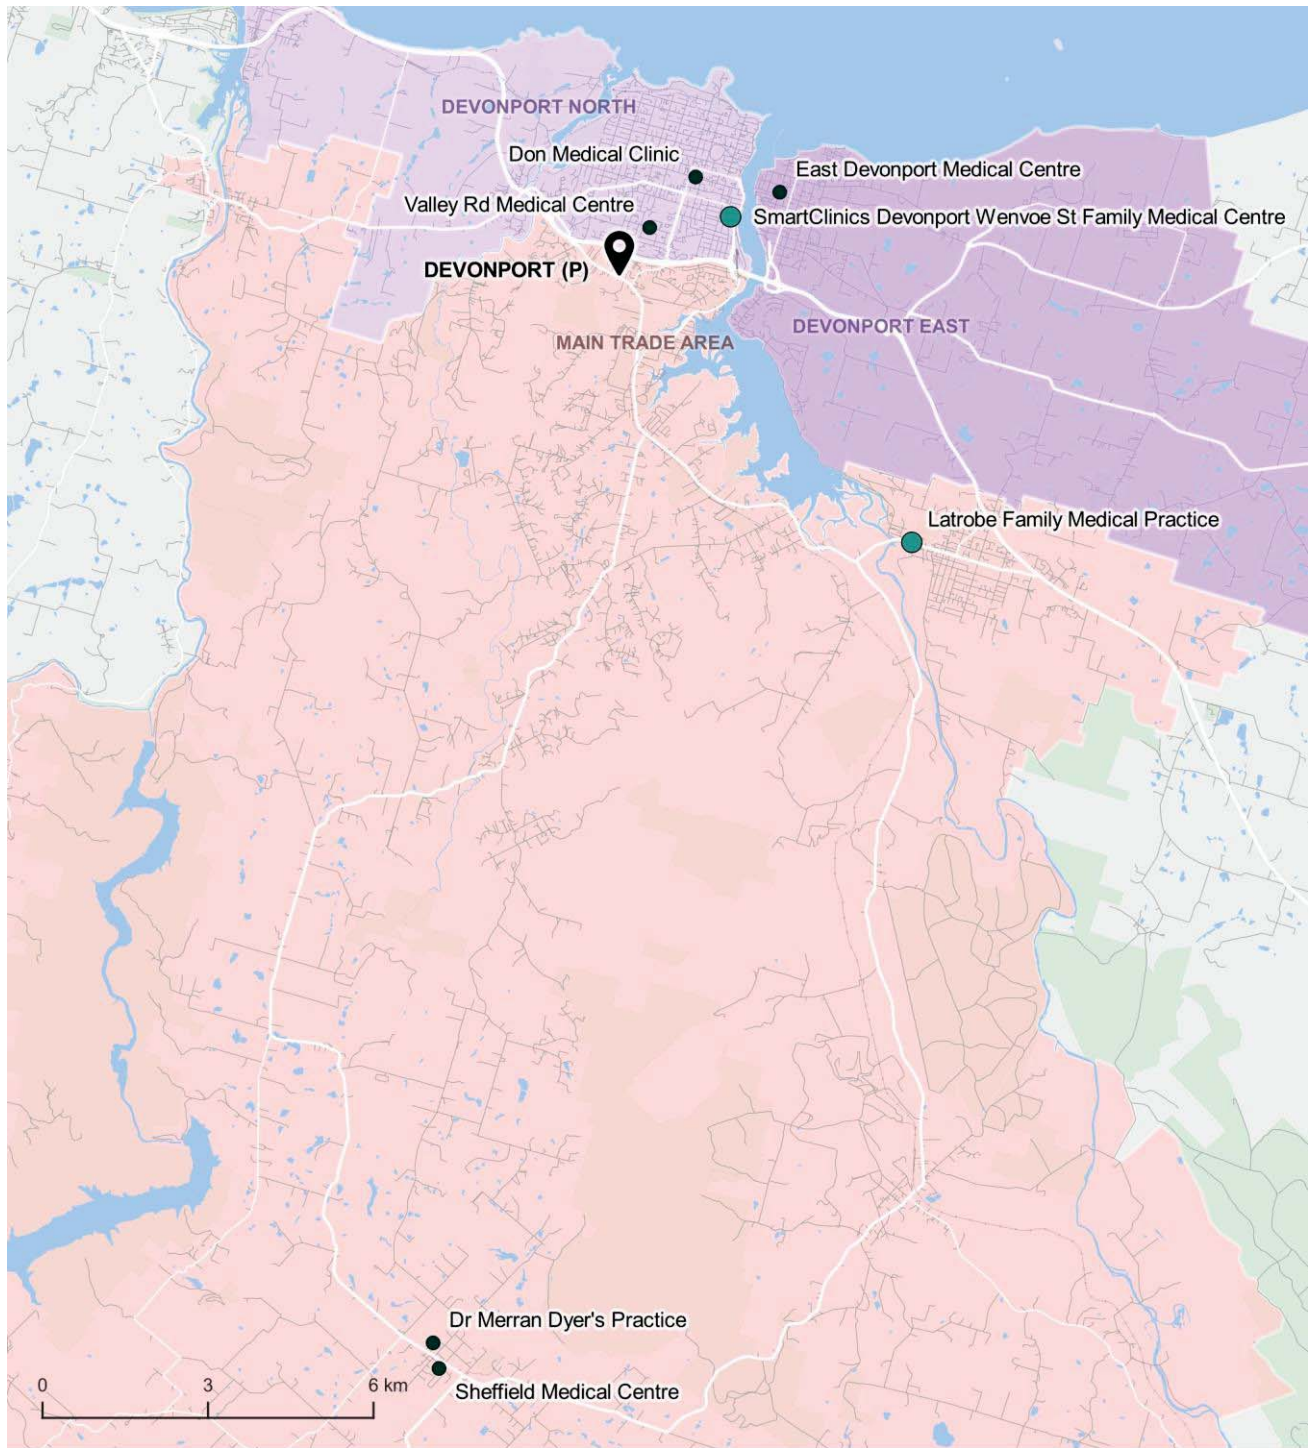 DEVONPORT NORTH
Don Medical Clinic
East Devonport Medical Centre
Valley Rd Medical Centre
SmartClinics Devonport Wenvoe St Family Medical Centre
DEVONPORT (P)
DEVONPORT EAST
MAIN TRADE AREA
Latrobe Family Medical Practice
Dr Merran Dyer's Practice
Sheffield Medical Centre
0 3 6 km